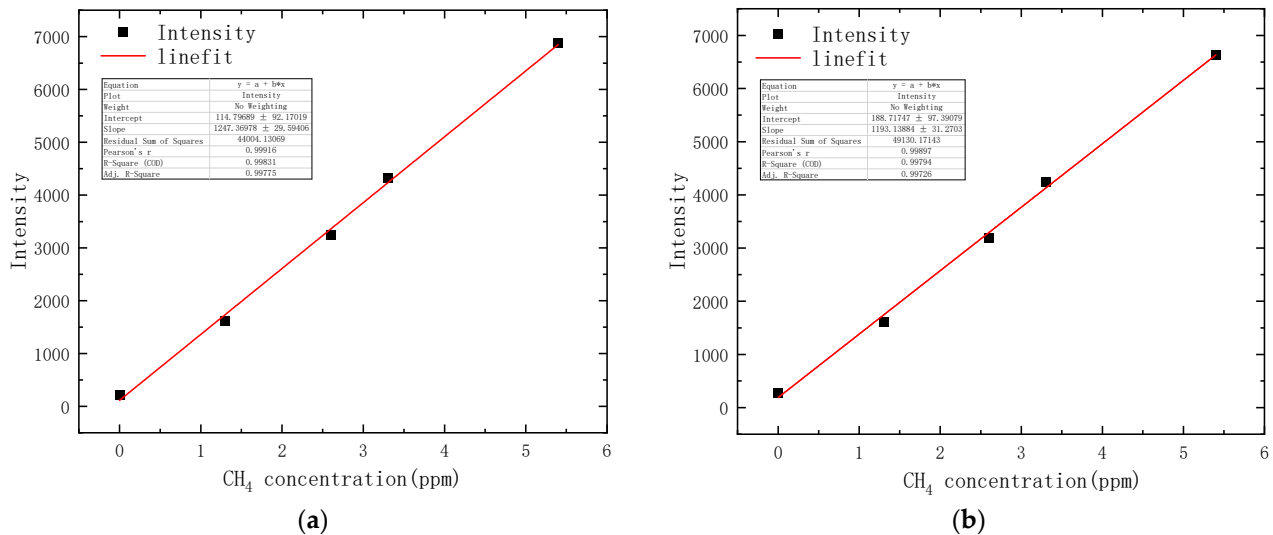 Intensity
linefit
Equation y = a + b*x
Plot Intensity
Weight No Weighting
Intercept 114.79689 ± 92.17019
Slope 1247.36978 ± 29.59406
Residual Sum of Squares 44004.13069
Pearson's r 0.99916
R-Square (COD) 0.99831
Adj. R-Square 0.99775
7000
6000
5000
4000
3000
2000
1000
0
Intensity
0 1 2 3 4 5 6
CH4 concentration(ppm)
(a)
Intensity
linefit
Equation y = a + b*x
Plot Intensity
Weight No Weighting
Intercept 188.71747 ± 97.39079
Slope 1193.13884 ± 31.2703
Residual Sum of Squares 49130.17143
Pearson's r 0.99897
R-Square (COD) 0.99794
Adj. R-Square 0.99726
7000
6000
5000
4000
3000
2000
1000
0
Intensity
0 1 2 3 4 5 6
CH4 concentration(ppm)
(b)